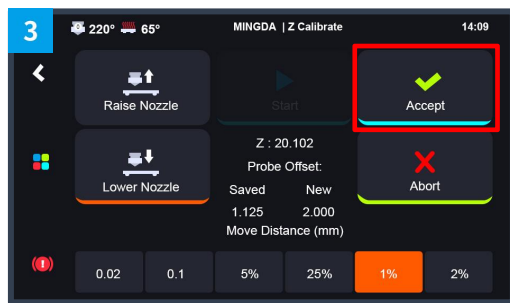 3
220° 65° MINGDA | Z Calibrate 14:09
Raise Nozzle Start Accept
Z : 20.102
Probe Offset:
Lower Nozzle Saved New Abort
1.125 2.000
Move Distance (mm)
0.02 0.1 5% 25% 1% 2%